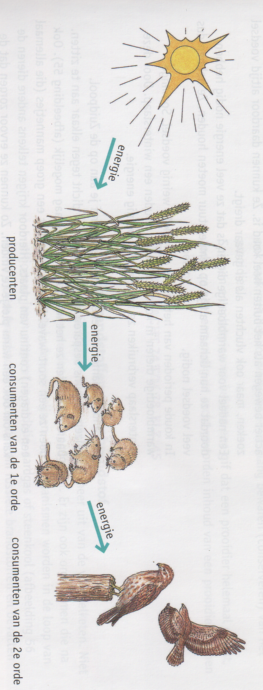 energie
energie
energie
producenten
consumenten van de 1e orde
consumenten van de 2e orde